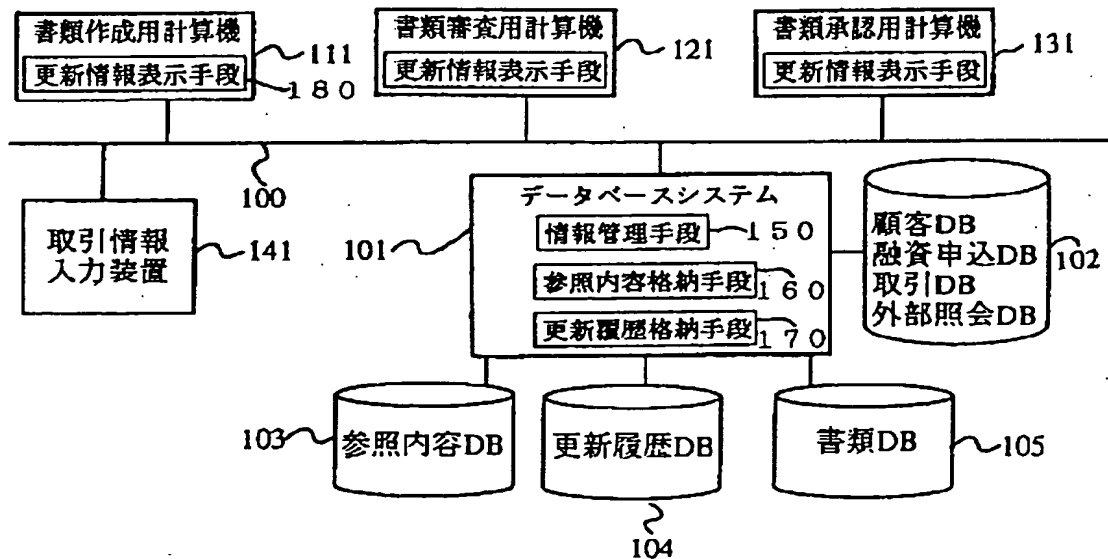 書類作成用計算機
更新情報表示手段
111
180
書類審査用計算機
更新情報表示手段
121
書類承認用計算機
更新情報表示手段
131
100
取引情報
入力装置
141
101
データベースシステム
情報管理手段
150
参照内容格納手段
160
更新履歴格納手段
170
顧客DB
融資申込DB
取引DB
外部照会DB
102
103
参照内容DB
更新履歴DB
104
書類DB
105